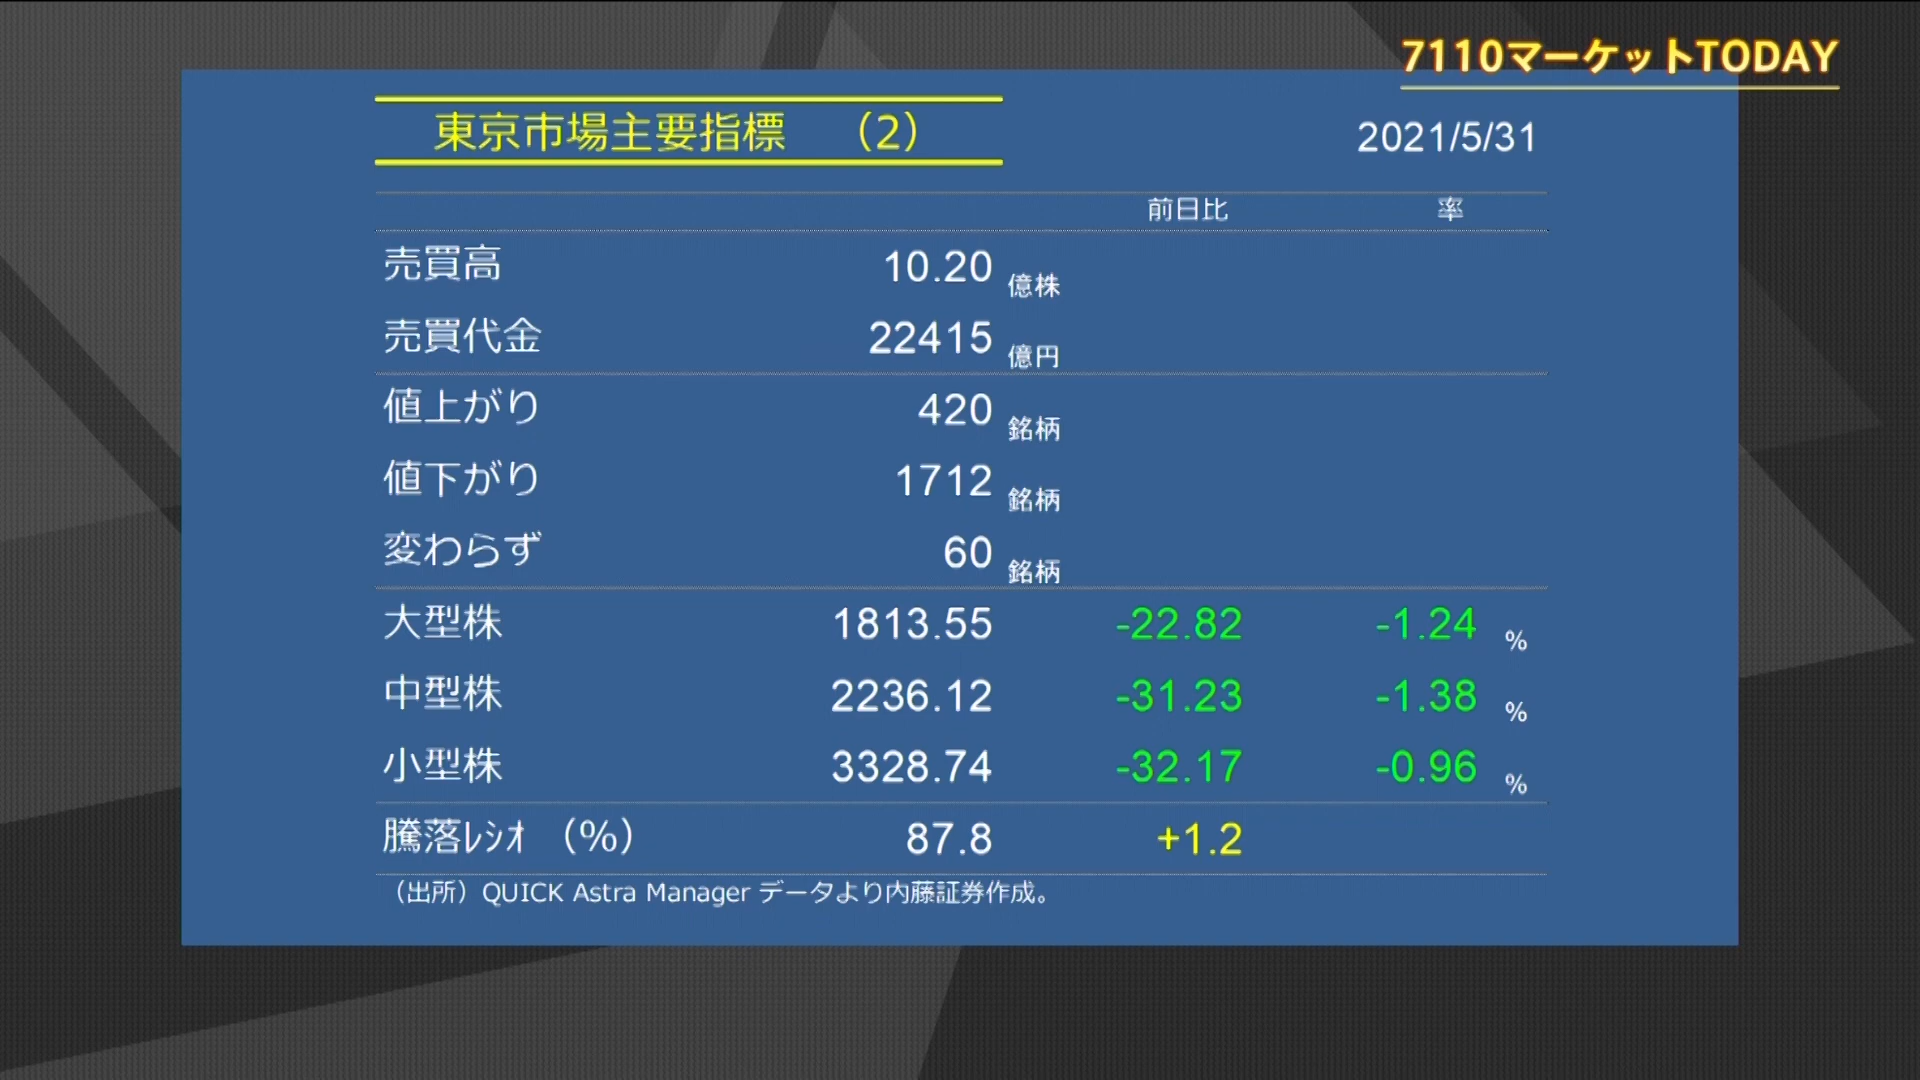 7110マーケットTODAY
東京市場主要指標 （2）
2021/5/31
前日比 率
売買高 10.20 億株
売買代金 22415 億円
値上がり 420 銘柄
値下がり 1712 銘柄
変わらず 60 銘柄
大型株 1813.55 -22.82 -1.24 %
中型株 2236.12 -31.23 -1.38 %
小型株 3328.74 -32.17 -0.96 %
騰落ﾚｼｵ （%） 87.8 +1.2
（出所）QUICK Astra Manager データより内藤証券作成。